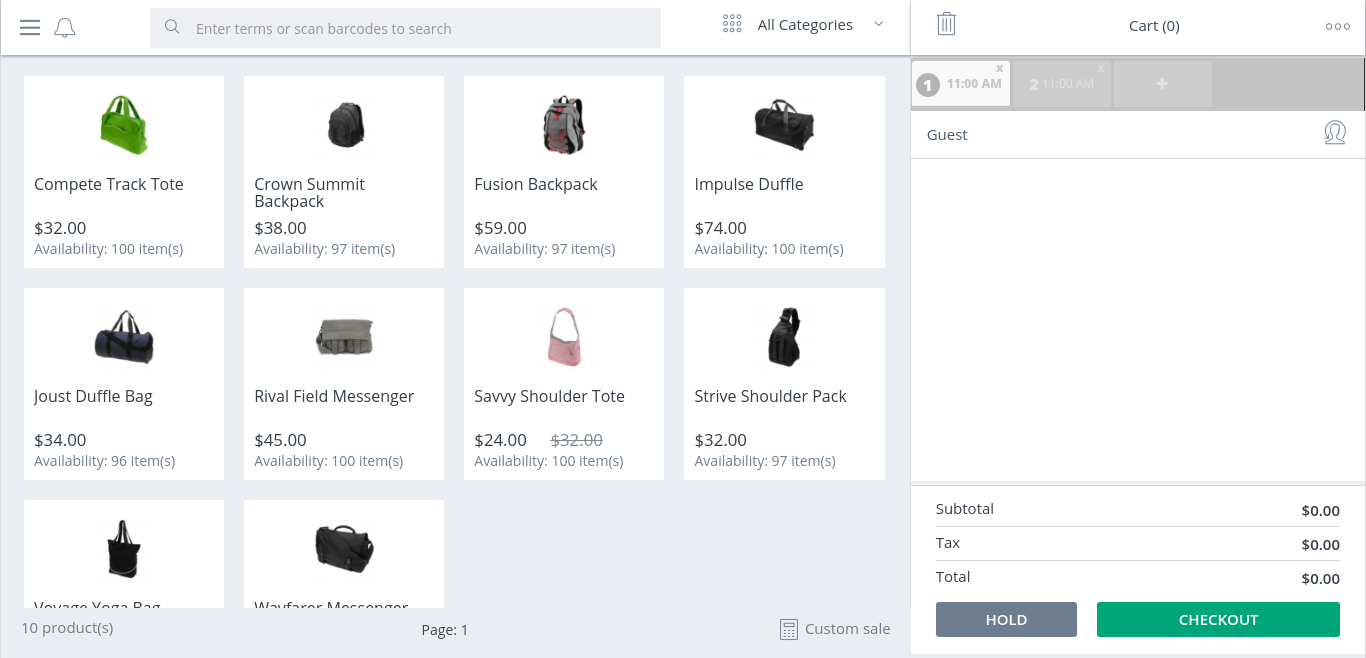 Enter terms or scan barcodes to search
All Categories
Cart (0)
1 11:00 AM x
2 11:00 AM x
+
Guest
Compete Track Tote
$32.00
Availability: 100 item(s)
Crown Summit
Backpack
$38.00
Availability: 97 item(s)
Fusion Backpack
$59.00
Availability: 97 item(s)
Impulse Duffle
$74.00
Availability: 100 item(s)
Joust Duffle Bag
$34.00
Availability: 96 item(s)
Rival Field Messenger
$45.00
Availability: 100 item(s)
Savvy Shoulder Tote
$24.00 $32.00
Availability: 100 item(s)
Strive Shoulder Pack
$32.00
Availability: 97 item(s)
Voyage Yoga Bag
Wayfarer Messenger
10 product(s)
Page: 1
Custom sale
Subtotal $0.00
Tax $0.00
Total $0.00
HOLD
CHECKOUT